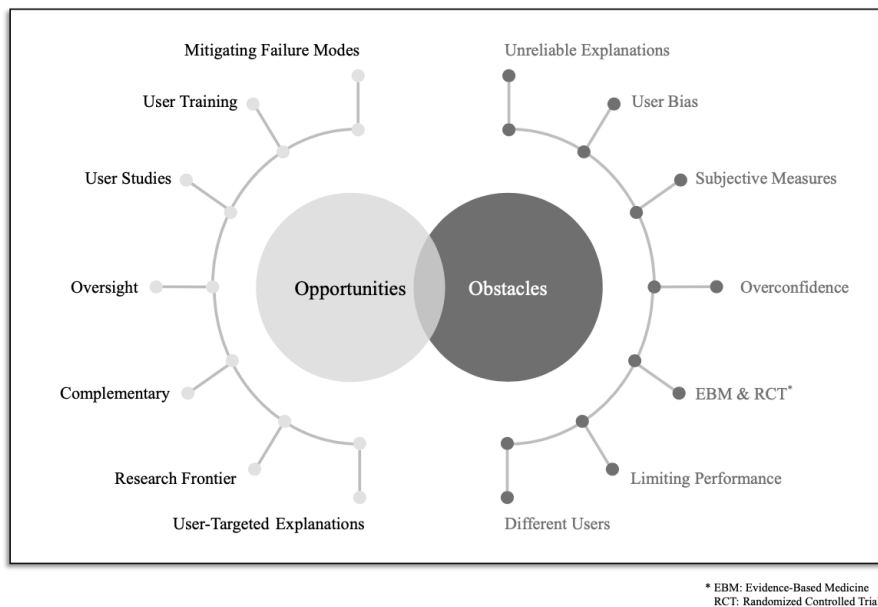 Mitigating Failure Modes
User Training
User Studies
Oversight
Complementary
Research Frontier
User-Targeted Explanations
Opportunities
Obstacles
Unreliable Explanations
User Bias
Subjective Measures
Overconfidence
EBM & RCT*
Limiting Performance
Different Users
* EBM: Evidence-Based Medicine
RCT: Randomized Controlled Trial